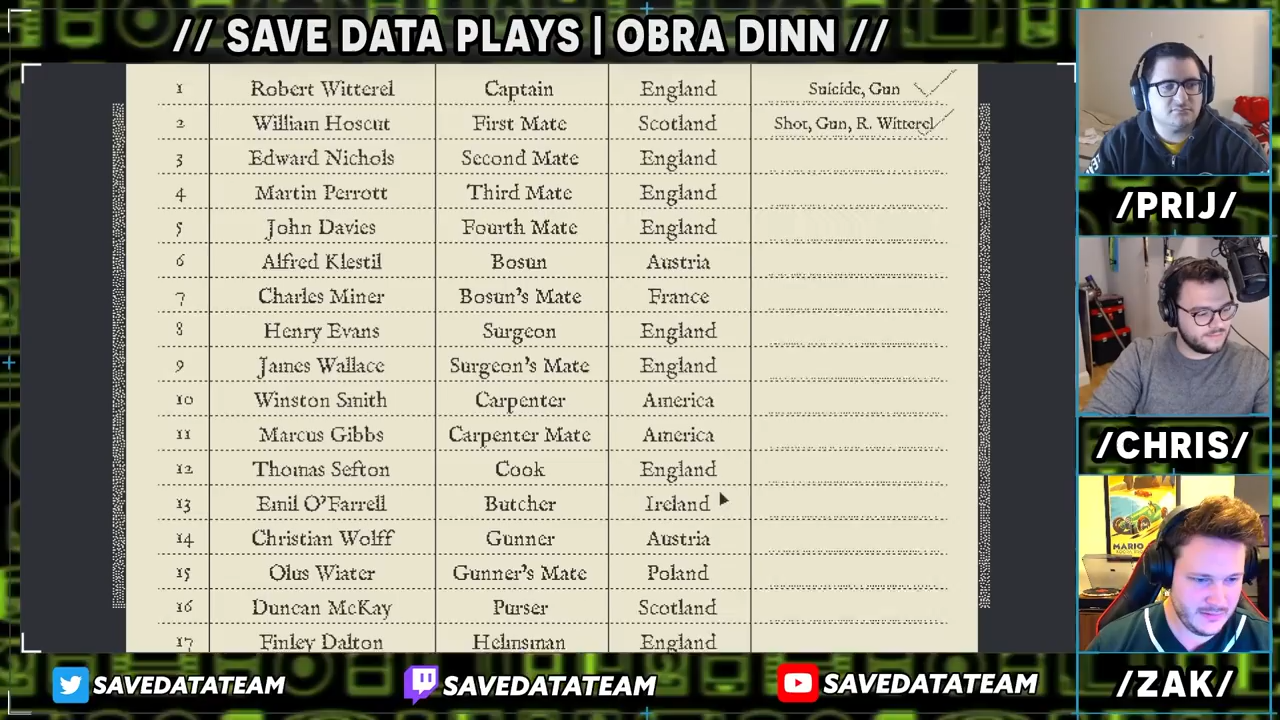 // SAVE DATA PLAYS | OBRA DINN //
1 Robert Witterel Captain England Suicide, Gun
2 William Hoscut First Mate Scotland Shot, Gun, R. Witterel
3 Edward Nichols Second Mate England
4 Martin Perrott Third Mate England
5 John Davies Fourth Mate England
6 Alfred Klestil Bosun Austria
7 Charles Miner Bosun's Mate France
8 Henry Evans Surgeon England
9 James Wallace Surgeon's Mate England
10 Winston Smith Carpenter America
11 Marcus Gibbs Carpenter Mate America
12 Thomas Sefton Cook England
13 Emil O'Farrell Butcher Ireland
14 Christian Wolff Gunner Austria
15 Olus Wiater Gunner's Mate Poland
16 Duncan McKay Purser Scotland
17 Finley Dalton Helmsman England
/PRIJ/
/CHRIS/
MARIO
/ZAK/
SAVEDATATEAM
SAVEDATATEAM
SAVEDATATEAM